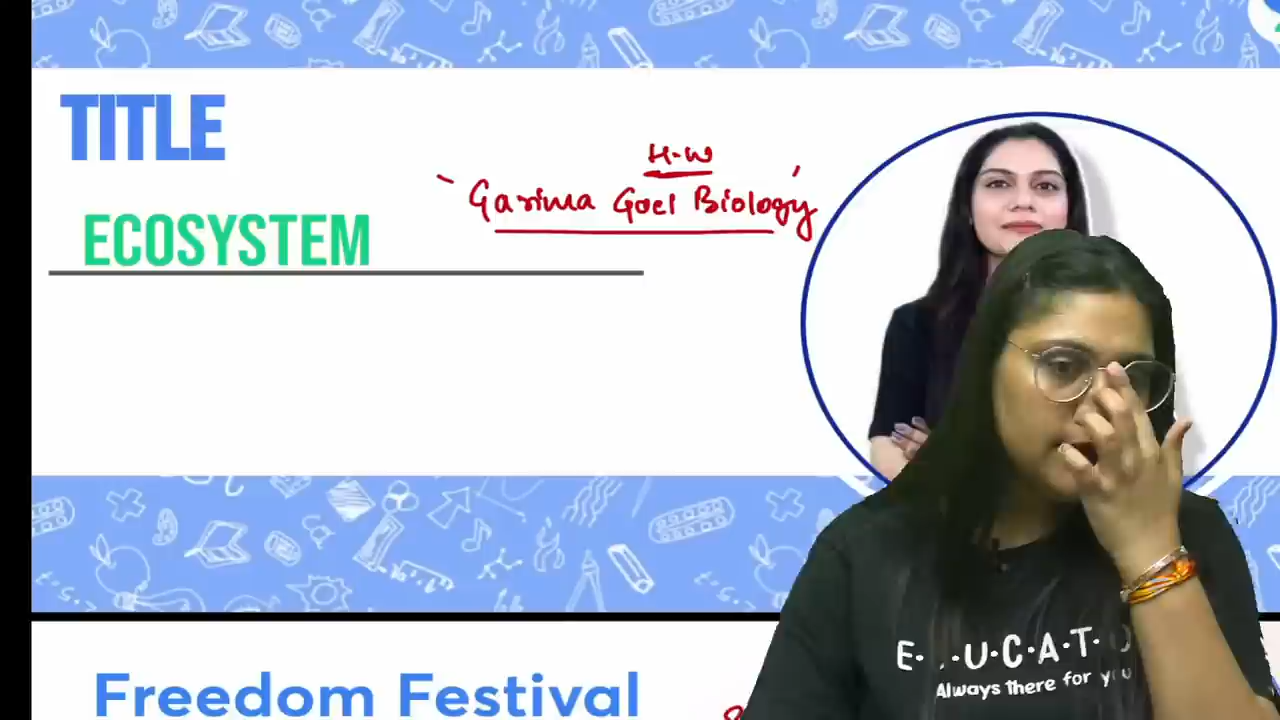 TITLE
H.W
` Garima Goel Biology '
ECOSYSTEM
Always there for you
Freedom Festival